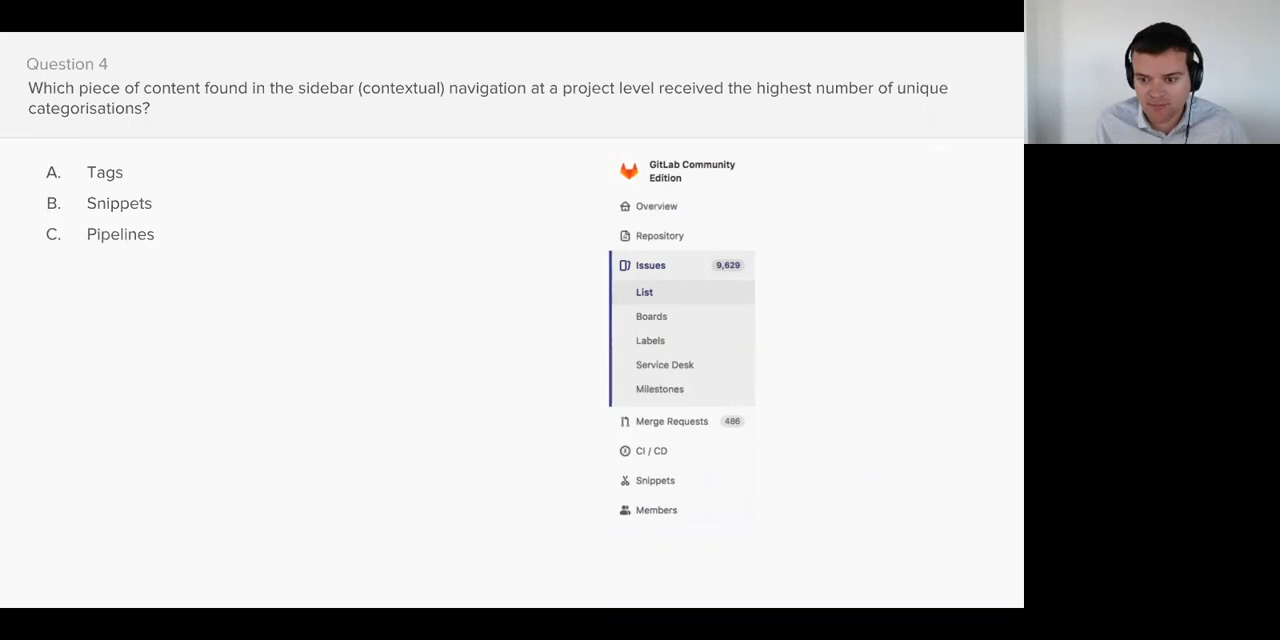 Question 4
Which piece of content found in the sidebar (contextual) navigation at a project level received the highest number of unique
categorisations?
A. Tags
B. Snippets
C. Pipelines
GitLab Community
Edition
Overview
Repository
Issues 9,629
List
Boards
Labels
Service Desk
Milestones
Merge Requests 486
CI / CD
Snippets
Members